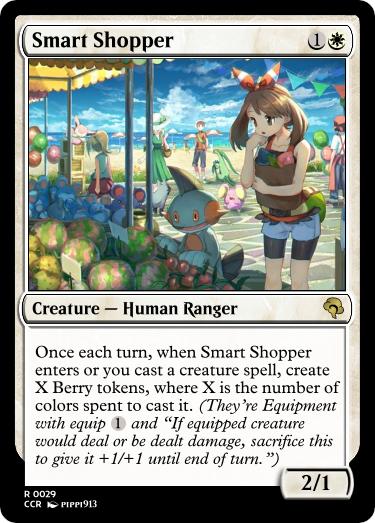 Smart Shopper 1
Creature — Human Ranger
Once each turn, when Smart Shopper
enters or you cast a creature spell, create
X Berry tokens, where X is the number of
colors spent to cast it. (They’re Equipment
with equip 1 and “If equipped creature
would deal or be dealt damage, sacrifice this
to give it +1/+1 until end of turn.”)
2/1
R 0029
CCR PIPPI913